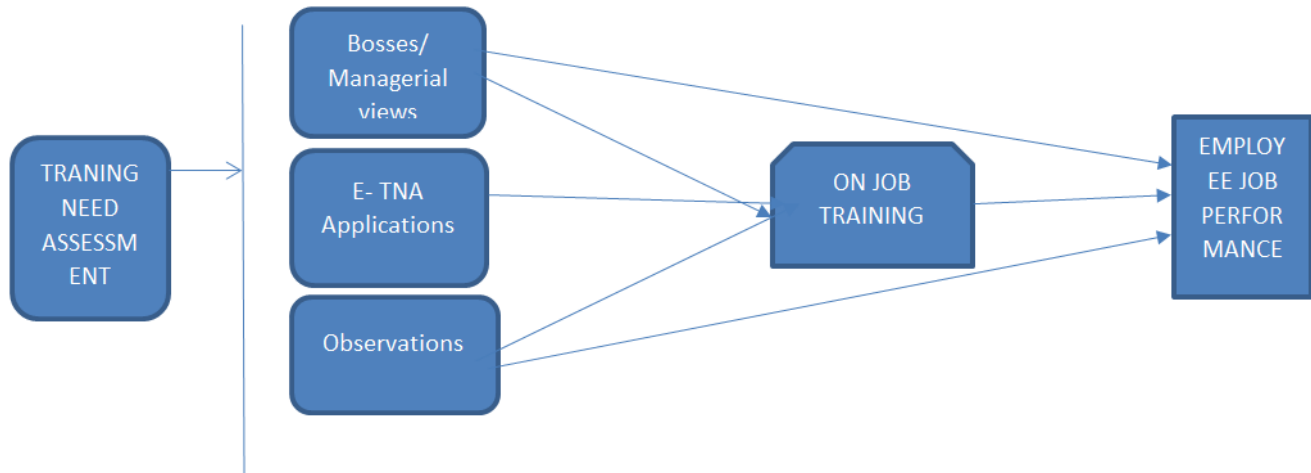 Bosses/
Managerial
views
TRANING
NEED
ASSESSM
ENT
E- TNA
Applications
Observations
ON JOB
TRAINING
EMPLOY
EE JOB
PERFOR
MANCE